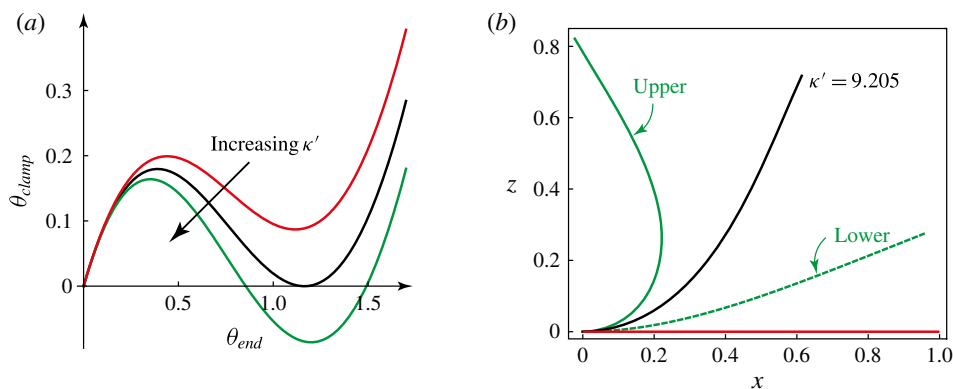 (a)
0.3
0.2
0.1
0
θclamp
Increasing κ′
0.5
1.0
1.5
θend
(b)
0.8
0.6
0.4
0.2
0
z
Upper
κ′ = 9.205
Lower
0
0.2
0.4
0.6
0.8
1.0
x